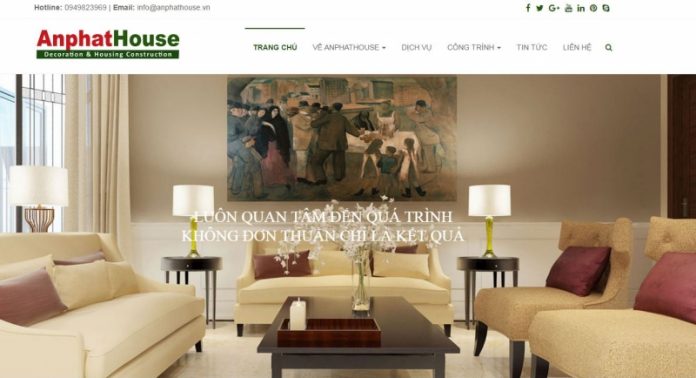 Hotline: 0949823969 | Email: info@anphathouse.vn
AnphatHouse
Decoration & Housing Construction
TRANG CHỦ VỀ ANPHATHOUSE DỊCH VỤ CÔNG TRÌNH TIN TỨC LIÊN HỆ
LUÔN QUAN TÂM ĐẾN QUÁ TRÌNH
KHÔNG ĐƠN THUẦN CHỈ LÀ KẾT QUẢ